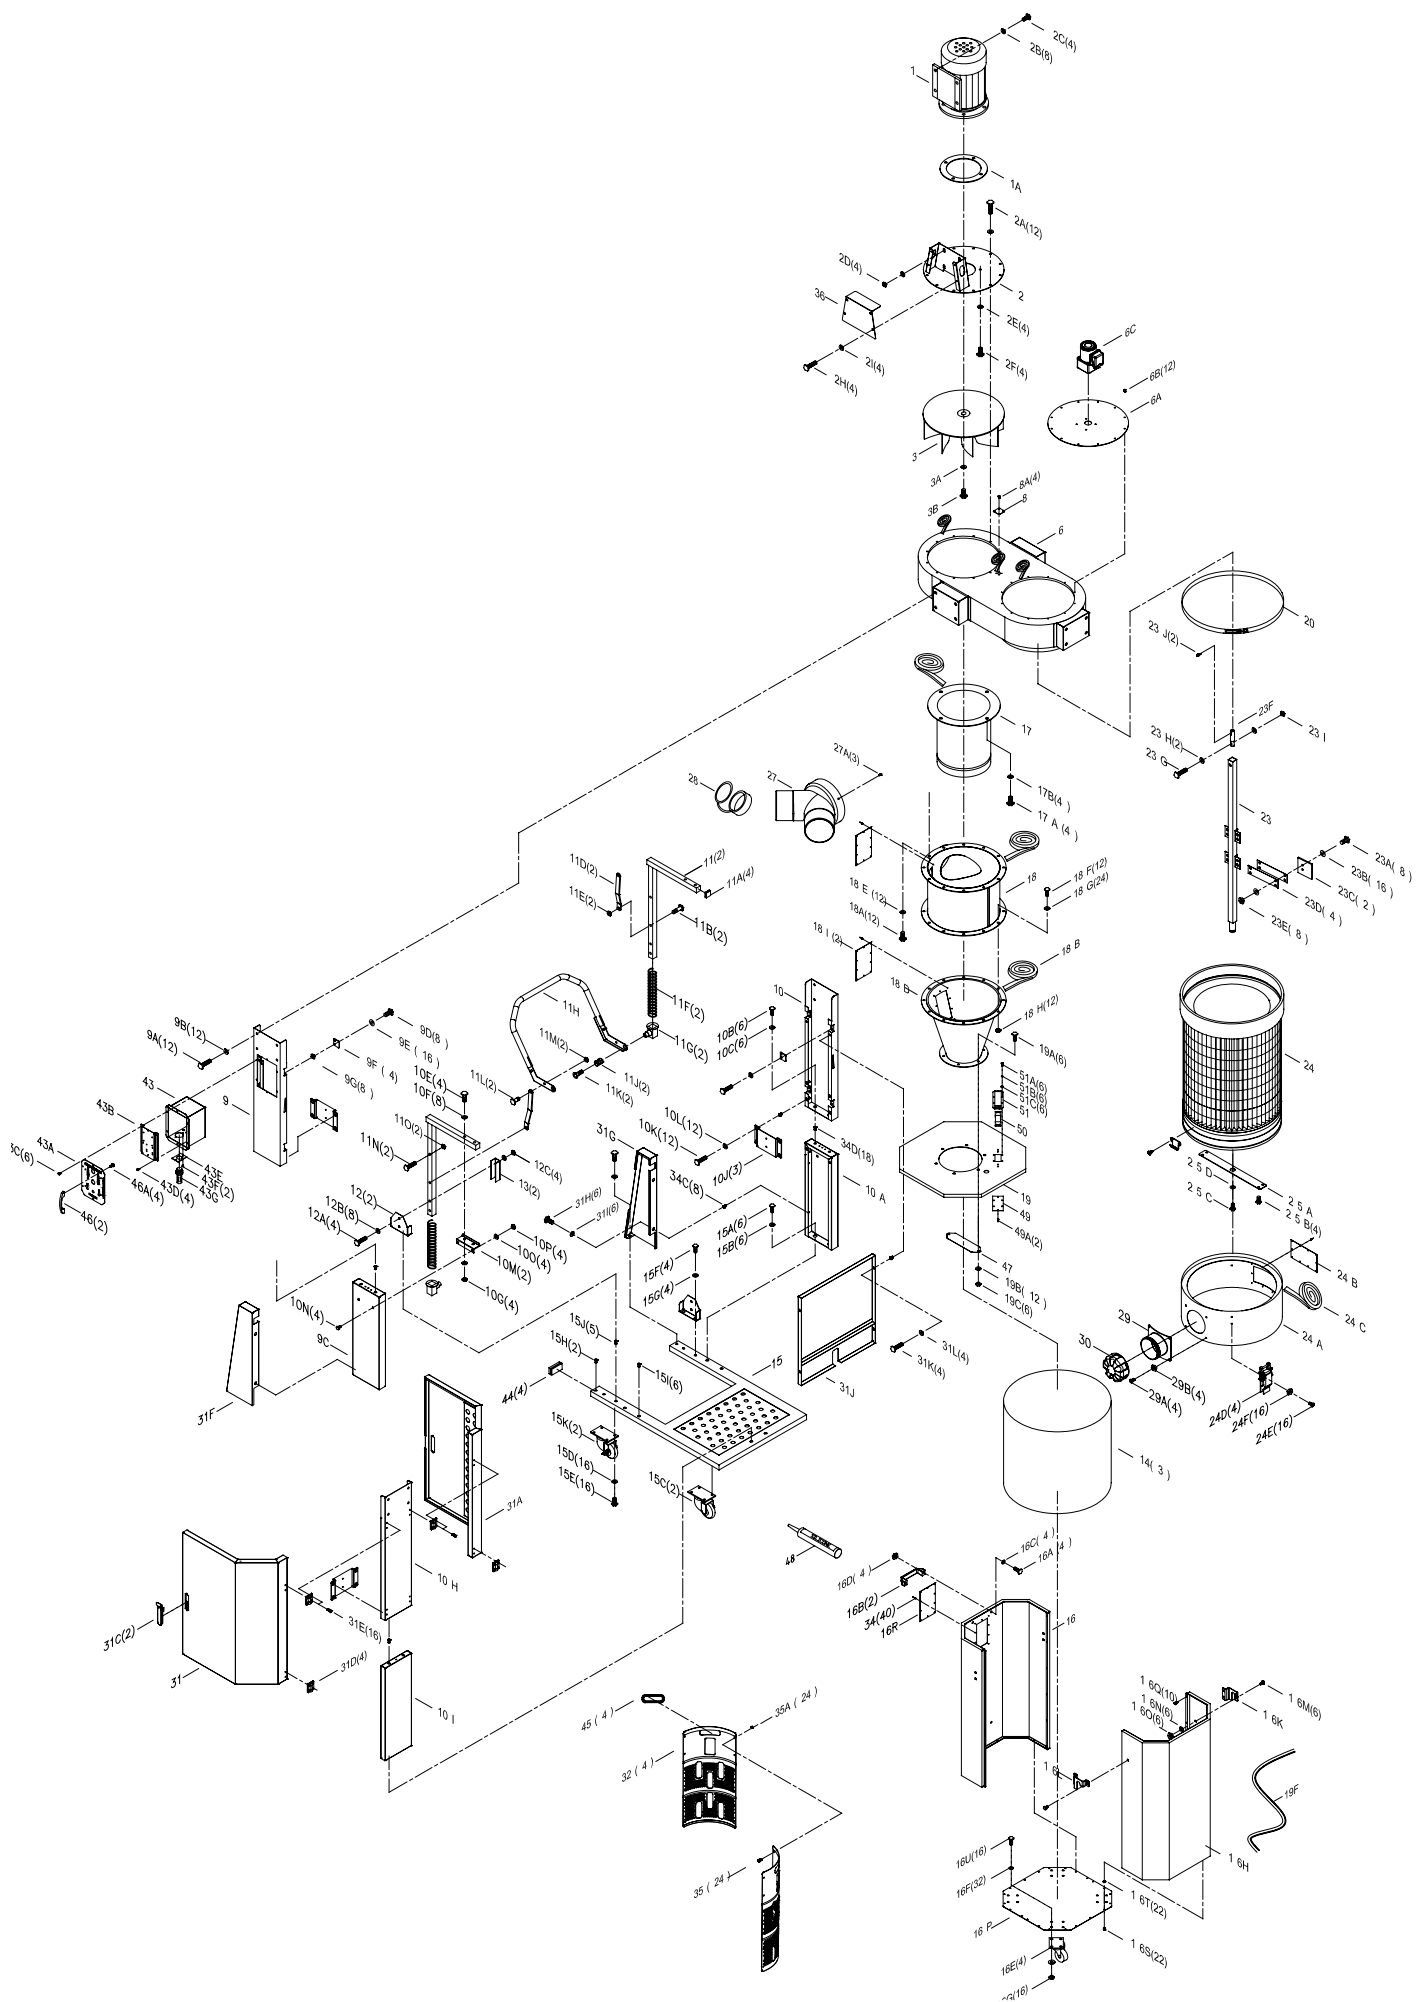 2C(4)
2B(8)
1
1A
2A(12)
2D(4)
2
36
2E(4)
2I(4)
2F(4)
2H(4)
6C
6B(12)
6A
3
3A
8A(4)
8
3B
6
20
23 J(2)
23F
23 I
23 H(2)
23 G
17
27A(3)
27
28
17B(4 )
17 A ( 4 )
23
11D(2)
11(2)
11A(4)
11E(2)
11B(2)
18 F(12)
18
18 G(24)
18 E (12)
18A(12)
23A( 8 )
23B( 16 )
23C( 2 )
23D( 4 )
23E( 8 )
18 I (2)
18 B
18 B
11H
11F(2)
10
18 H(12)
9B(12)
9A(12)
9D(8 )
9E ( 16 )
9F ( 4 )
9G(8 )
11G(2)
11M(2)
10B(6)
10C(6)
19A(6)
24
10E(4)
10F(8)
11L(2)
11J(2)
11K(2)
51A(6)
51B(6)
51C(6)
51
50
43
9
43B
11O(2)
11N(2)
31G
10L(12)
10K(12)
34D(18)
43A
43E
43F(2)
43G
43D(4)
46A(4)
12C(4)
13(2)
10J(3)
10 A
2 5 D
2 5 C
2 5 A
2 5 B(4)
12(2)
12B(8)
12A(4)
31H(6)
31I(6)
34C(8)
19
49
49A(2)
46(2)
15A(6)
15B(6)
10P(4)
10O(4)
10M(2)
10G(4)
15F(4)
15G(4)
47
19B( 12 )
19C(6)
24 B
24 C
24 A
10N(4)
9C
15J(5)
15H(2)
15
31L(4)
31K(4)
31J
29
30
29B(4)
29A(4)
44(4)
15I(6)
31F
24D(4)
24F(16)
24E(16)
15K(2)
15D(16)
15E(16)
15C(2)
14( 3 )
31A
48
16C( 4 )
16A (4 )
16D( 4 )
16B(2)
34(40)
16R
16
10 H
31E(16)
31C(2)
31D(4)
31
10 I
1 6Q(10)
1 6N(6)
1 6O(6)
1 6M(6)
1 6K
45 ( 4 )
35A ( 24 )
32 ( 4 )
19F
16U(16)
16F(32)
1 6H
35 ( 24 )
1 6T(22)
16 P
1 6S(22)
16E(4)